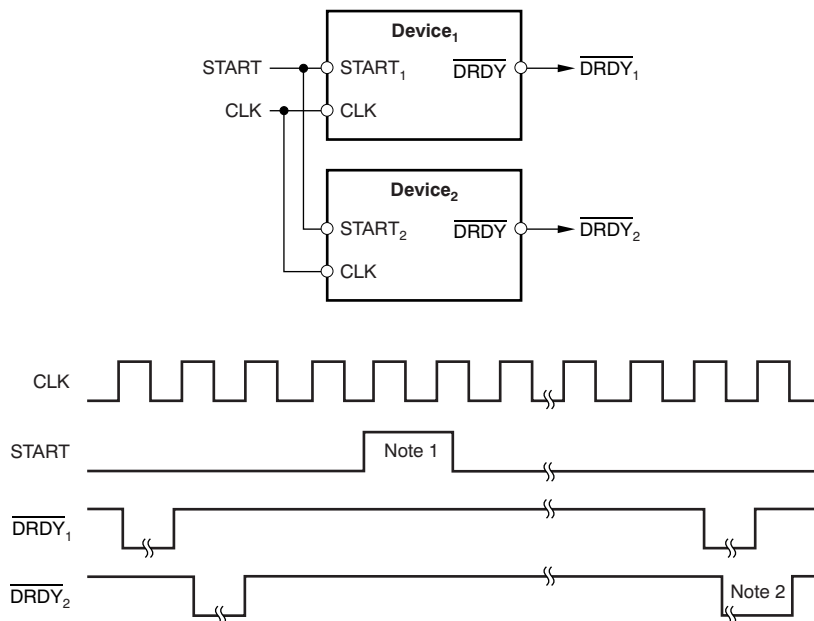 Device₁
START
START₁
DRDY
DRDY₁
CLK
CLK
Device₂
START₂
DRDY
DRDY₂
CLK
CLK
START
Note 1
DRDY₁
DRDY₂
Note 2